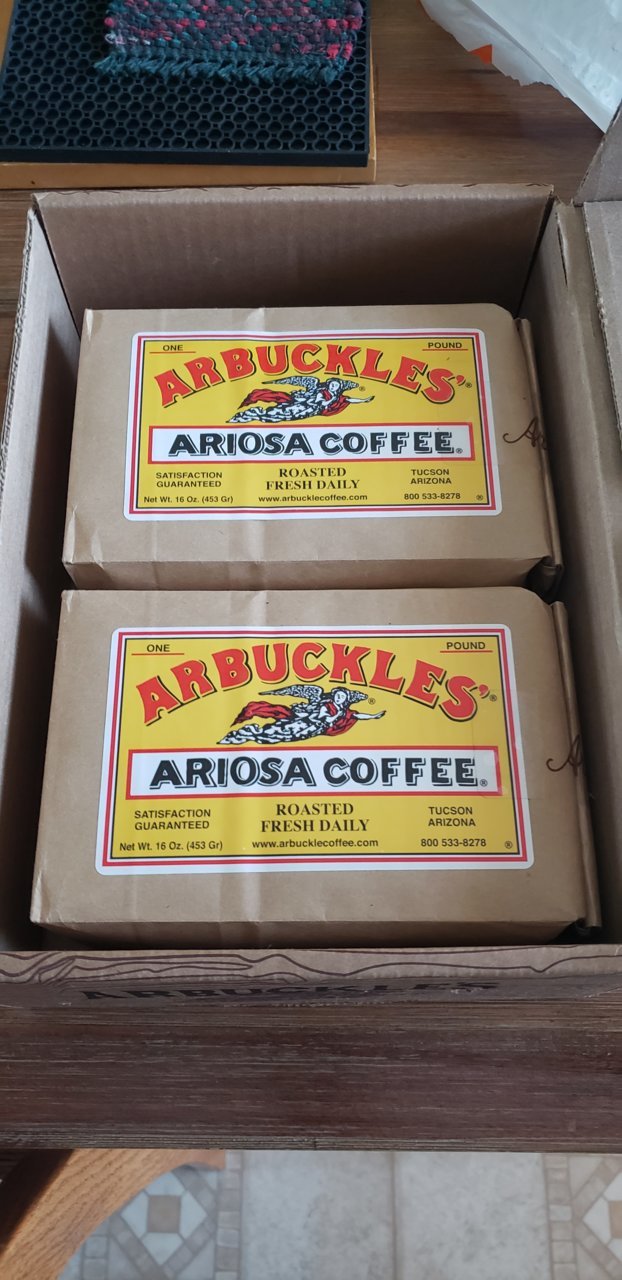 ONE POUND
ARBUCKLES'®
ARIOSA COFFEE®
SATISFACTION GUARANTEED
ROASTED FRESH DAILY
TUCSON ARIZONA
Net Wt. 16 Oz. (453 Gr) www.arbucklecoffee.com 800 533-8278 ®
ONE POUND
ARBUCKLES'®
ARIOSA COFFEE®
SATISFACTION GUARANTEED
ROASTED FRESH DAILY
TUCSON ARIZONA
Net Wt. 16 Oz. (453 Gr) www.arbucklecoffee.com 800 533-8278 ®
ARBUCKLES